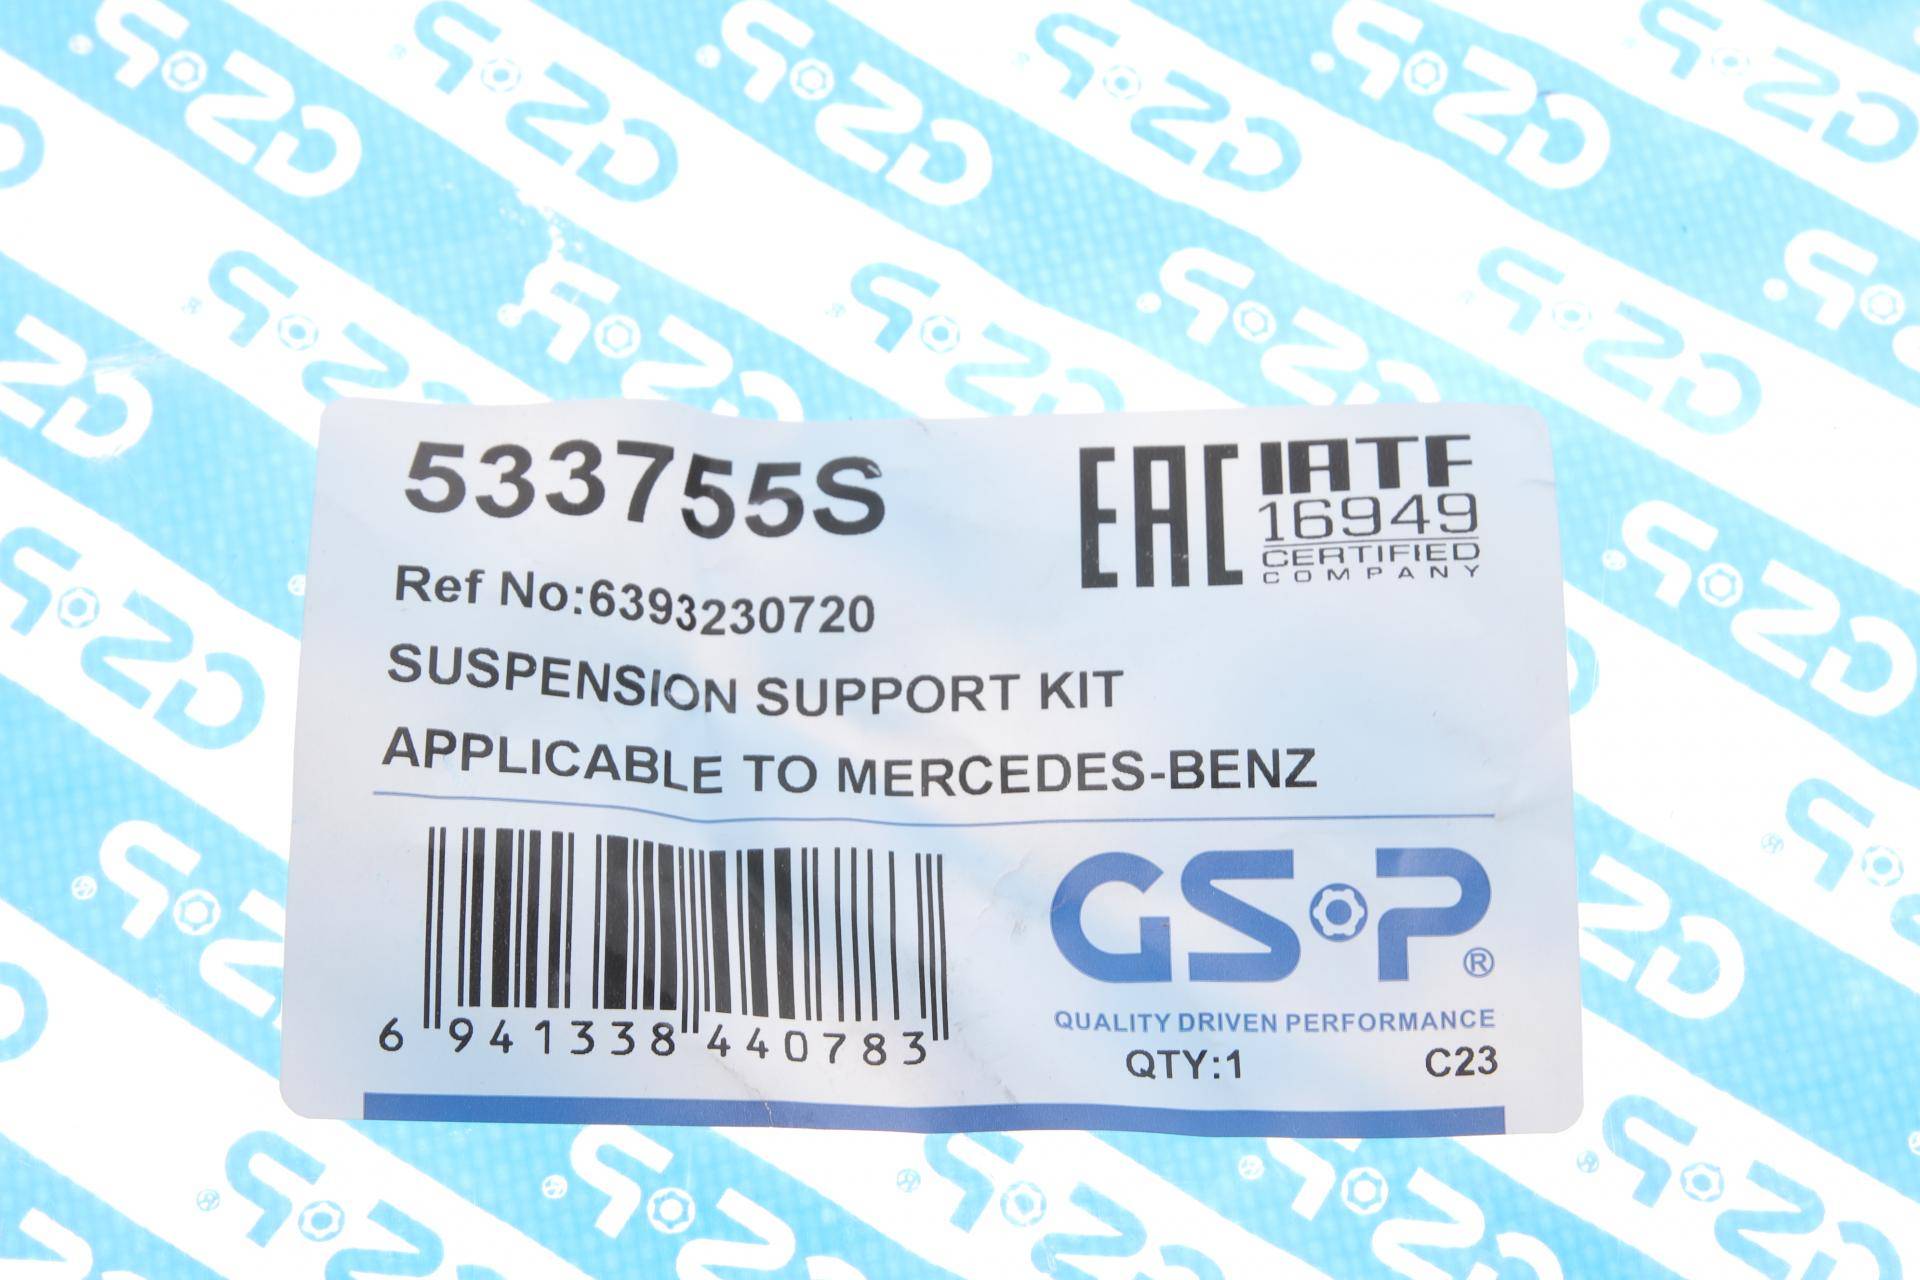 533755S
EAC
IATF
16949
CERTIFIED
COMPANY
Ref No:6393230720
SUSPENSION SUPPORT KIT
APPLICABLE TO MERCEDES-BENZ
6 941338 440783
GSP®
QUALITY DRIVEN PERFORMANCE
QTY:1 C23